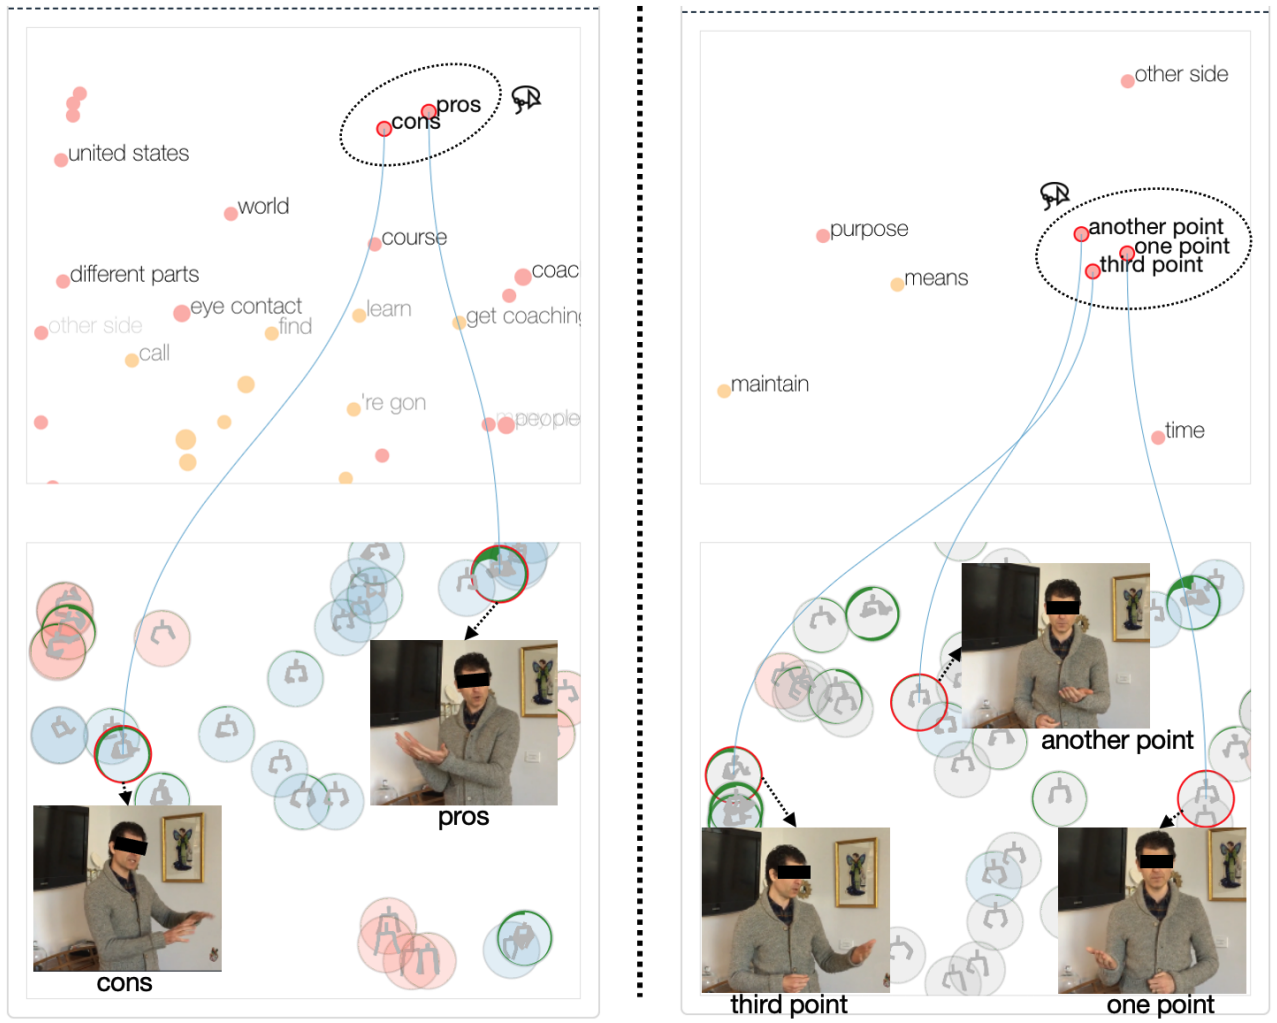 pros
cons
united states
world
course
different parts
coac
eye contact
learn
other side
find
get coaching
call
're gon
people
pros
cons
other side
another point
purpose
one point
third point
means
maintain
time
another point
third point
one point